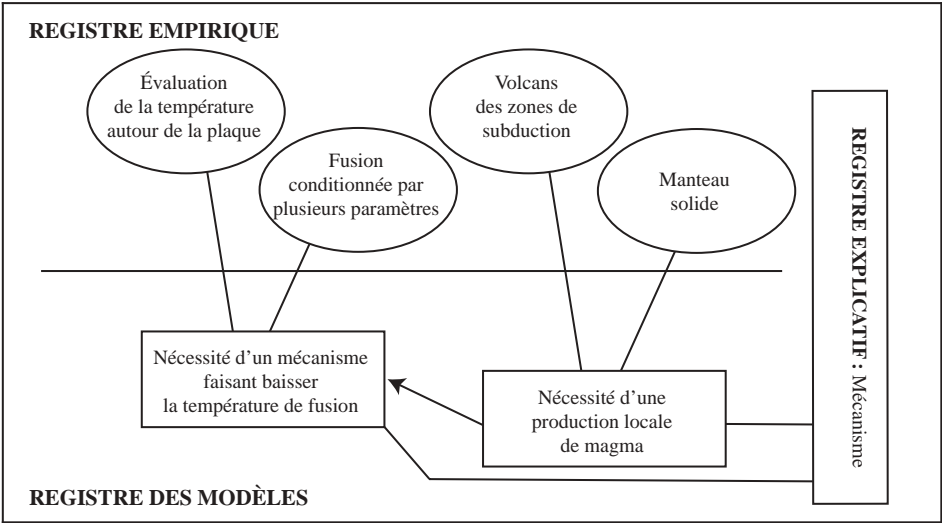 REGISTRE EMPIRIQUE
Évaluation
de la température
autour de la plaque
Fusion
conditionnée par
plusieurs paramètres
Volcans
des zones de
subduction
Manteau
solide
REGISTRE EXPLICATIF : Mécanisme
Nécessité d’un mécanisme
faisant baisser
la température de fusion
Nécessité d’une
production locale
de magma
REGISTRE DES MODÈLES